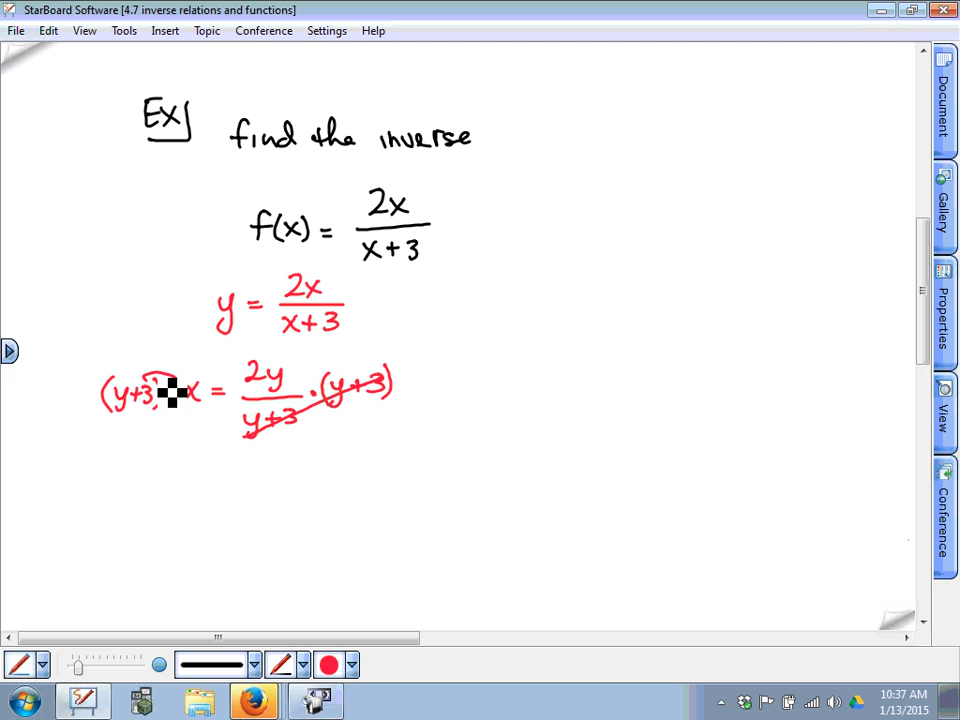 StarBoard Software [4.7 inverse relations and functions]
File Edit View Tools Insert Topic Conference Settings Help
Ex
find the inverse
f(x) = 2x / x+3
y = 2x / x+3
(y+3) x = 2y / y+3 · (y+3)
Document
Gallery
Properties
View
Conference
10:37 AM
1/13/2015